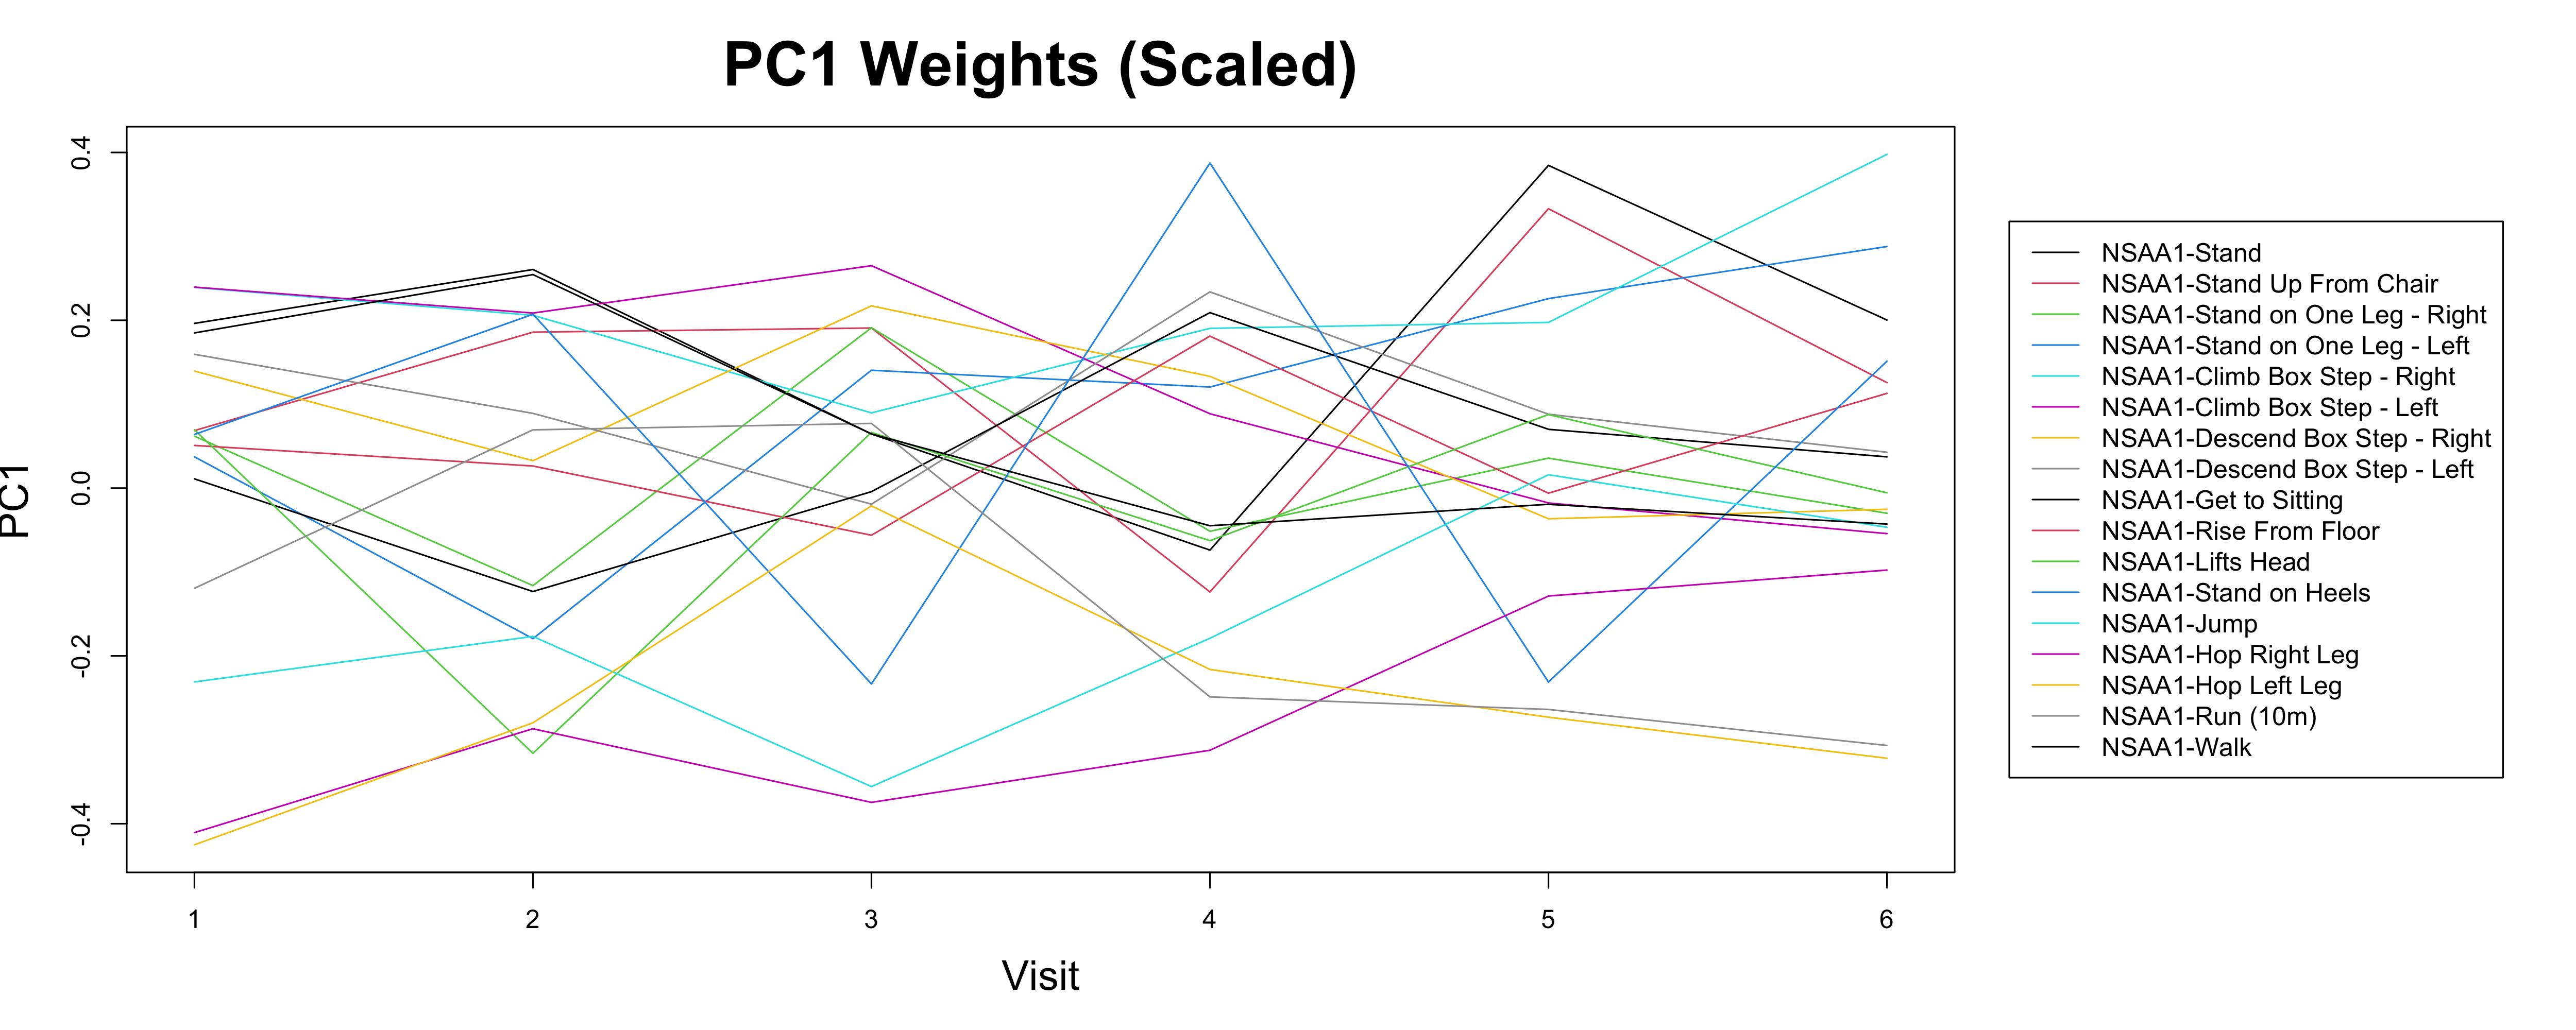 PC1 Weights (Scaled)
PC1
0.4
0.2
0.0
-0.2
-0.4
1 2 3 4 5 6
Visit
NSAA1-Stand
NSAA1-Stand Up From Chair
NSAA1-Stand on One Leg - Right
NSAA1-Stand on One Leg - Left
NSAA1-Climb Box Step - Right
NSAA1-Climb Box Step - Left
NSAA1-Descend Box Step - Right
NSAA1-Descend Box Step - Left
NSAA1-Get to Sitting
NSAA1-Rise From Floor
NSAA1-Lifts Head
NSAA1-Stand on Heels
NSAA1-Jump
NSAA1-Hop Right Leg
NSAA1-Hop Left Leg
NSAA1-Run (10m)
NSAA1-Walk